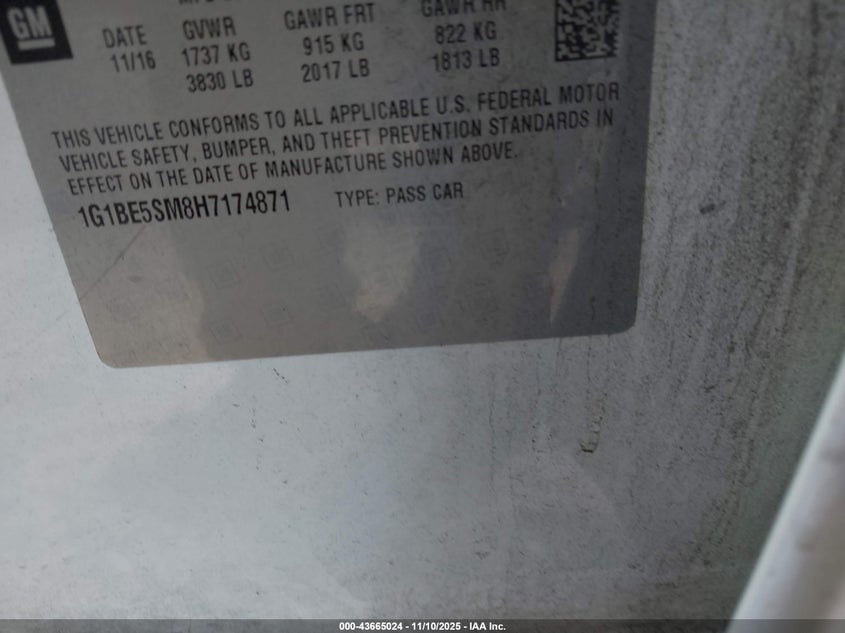 GM
DATE GVWR GAWR FRT GAWR RR
11/16 1737 KG 915 KG 822 KG
3830 LB 2017 LB 1813 LB
THIS VEHICLE CONFORMS TO ALL APPLICABLE U.S. FEDERAL MOTOR
VEHICLE SAFETY, BUMPER, AND THEFT PREVENTION STANDARDS IN
EFFECT ON THE DATE OF MANUFACTURE SHOWN ABOVE.
1G1BE5SM8H7174871 TYPE: PASS CAR
000-43665024 - 11/10/2025 - IAA Inc.